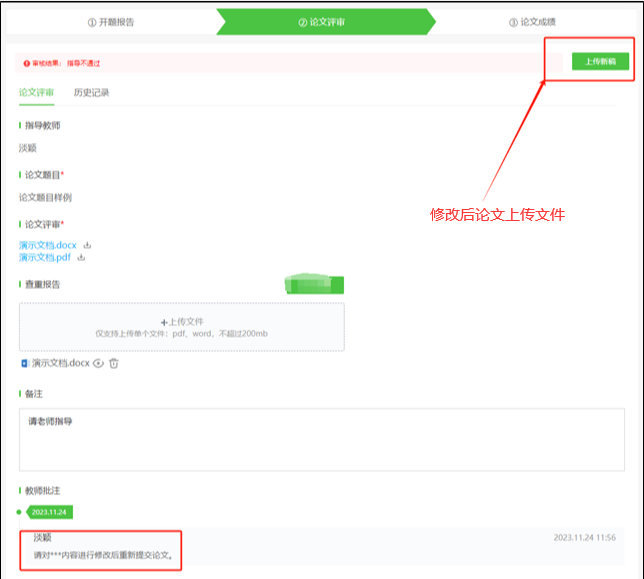 ① 开题报告
② 论文评审
③ 论文成绩
审核结果： 指导不通过
上传新稿
论文评审 历史记录
指导教师
淡颖
论文题目*
论文题目样例
修改后论文上传文件
论文评审*
演示文档.docx
演示文档.pdf
查重报告
+上传文件
仅支持上传单个文件：pdf，word，不超过200mb
演示文档.docx
备注
请老师指导
教师批注
2023.11.24
淡颖
2023.11.24 11:56
请对***内容进行修改后重新提交论文。